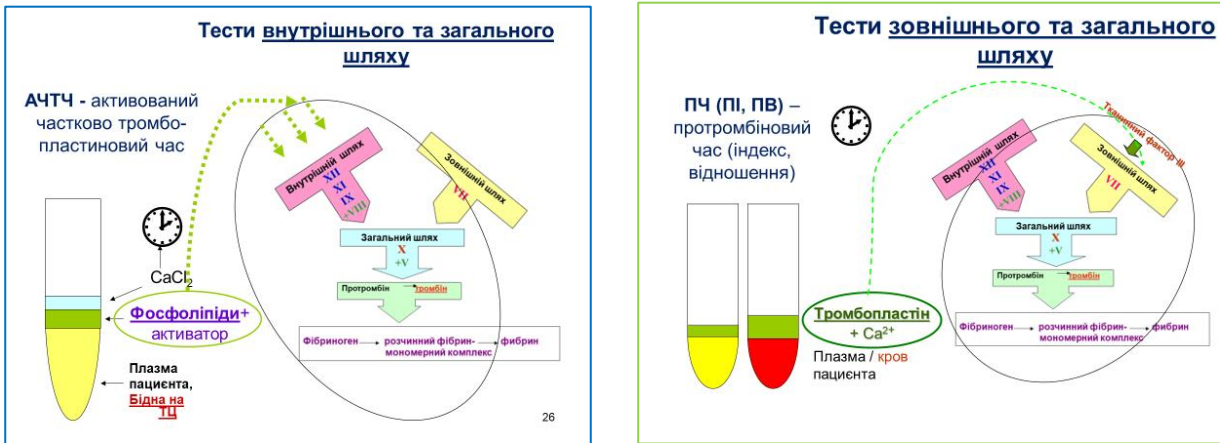 Тести внутрішнього та загального
шляху
АЧТЧ - активований
частково тромбо-
пластиновий час
CaCl₂
Фосфоліпіди+
активатор
Плазма
пацієнта,
Бідна на
ТЦ
Внутрішній шлях
XII
XI
IX
+VIII
Зовнішній шлях
VII
Загальний шлях
X
+V
Протромбін
тромбін
Фібриноген
розчинний фібрин-
мономерний комплекс
фибрин
26
Тести зовнішнього та загального
шляху
ПЧ (ПІ, ПВ) –
протромбіновий
час (індекс,
відношення)
Тканинний фактор III
Тромбопластін
+ Ca²⁺
Плазма / кров
пацієнта
Внутрішній шлях
XII
XI
IX
+VIII
Зовнішній шлях
VII
Загальний шлях
X
+V
Протромбін
тромбін
Фібриноген
розчинний фібрин-
мономерний комплекс
фибрин